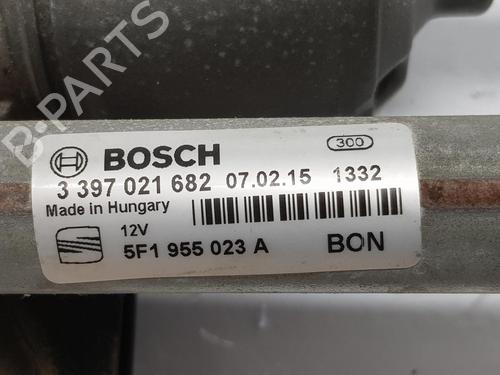 B-PARTS
BOSCH
300
3 397 021 682 07.02.15 1332
Made in Hungary
12V
5F1 955 023 A BON